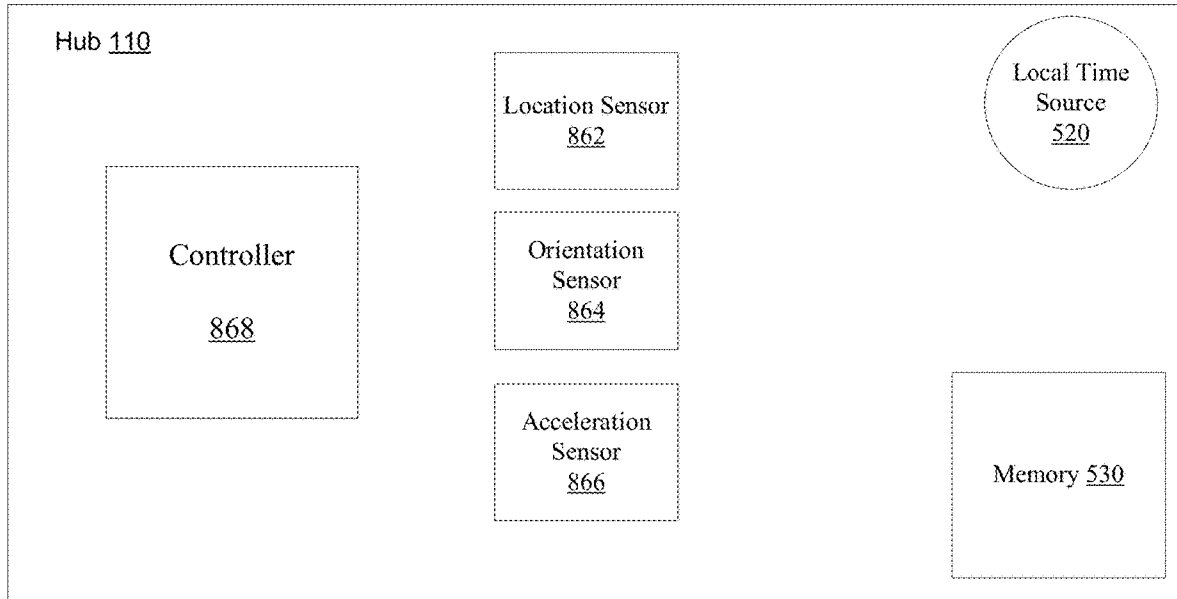 Hub 110
Location Sensor
862
Local Time
Source
520
Controller
868
Orientation
Sensor
864
Acceleration
Sensor
866
Memory 530